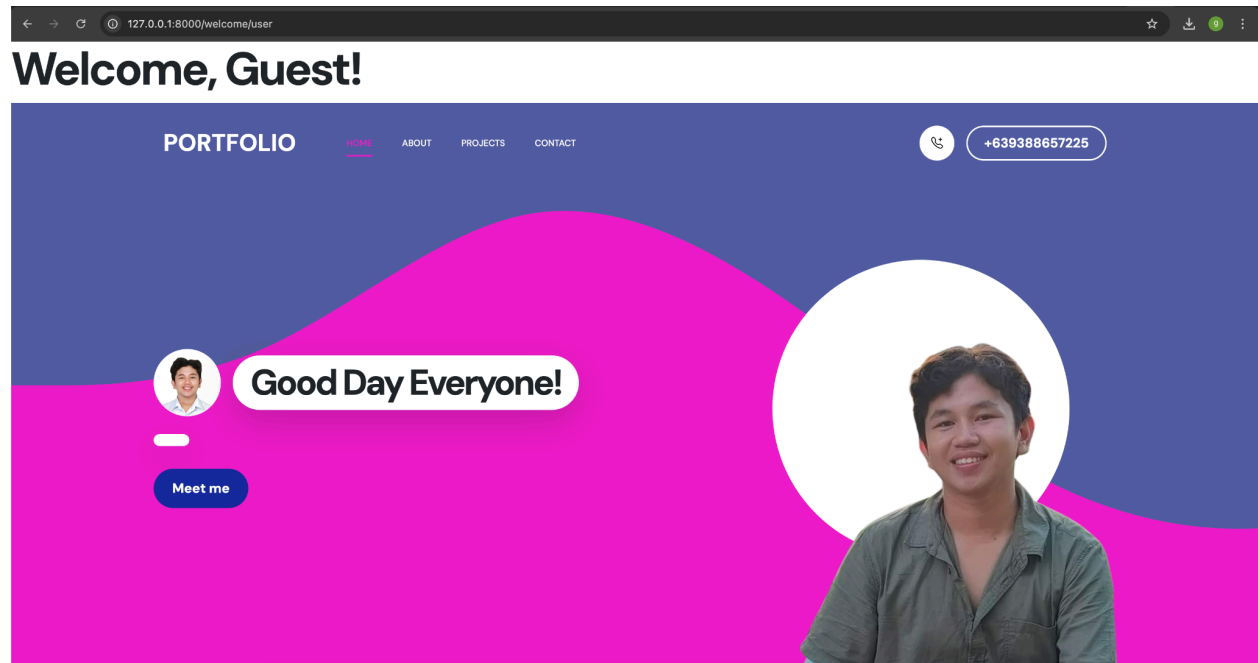 127.0.0.1:8000/welcome/user
g
Welcome, Guest!
PORTFOLIO HOME ABOUT PROJECTS CONTACT +639388657225
Good Day Everyone!
Meet me